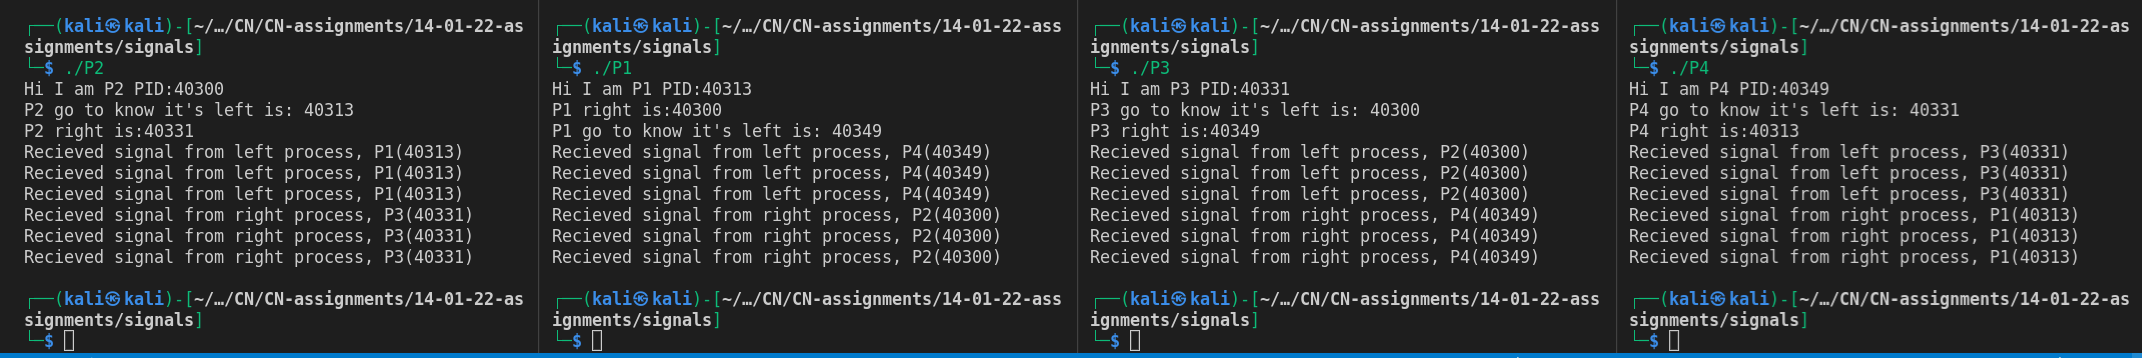 ┌──(kali㉿kali)-[~/…/CN/CN-assignments/14-01-22-as
signments/signals]
└─$ ./P2
Hi I am P2 PID:40300
P2 go to know it's left is: 40313
P2 right is:40331
Recieved signal from left process, P1(40313)
Recieved signal from left process, P1(40313)
Recieved signal from left process, P1(40313)
Recieved signal from right process, P3(40331)
Recieved signal from right process, P3(40331)
Recieved signal from right process, P3(40331)
┌──(kali㉿kali)-[~/…/CN/CN-assignments/14-01-22-as
signments/signals]
└─$
┌──(kali㉿kali)-[~/…/CN/CN-assignments/14-01-22-ass
ignments/signals]
└─$ ./P1
Hi I am P1 PID:40313
P1 right is:40300
P1 go to know it's left is: 40349
Recieved signal from left process, P4(40349)
Recieved signal from left process, P4(40349)
Recieved signal from left process, P4(40349)
Recieved signal from right process, P2(40300)
Recieved signal from right process, P2(40300)
Recieved signal from right process, P2(40300)
┌──(kali㉿kali)-[~/…/CN/CN-assignments/14-01-22-ass
ignments/signals]
└─$
┌──(kali㉿kali)-[~/…/CN/CN-assignments/14-01-22-ass
ignments/signals]
└─$ ./P3
Hi I am P3 PID:40331
P3 go to know it's left is: 40300
P3 right is:40349
Recieved signal from left process, P2(40300)
Recieved signal from left process, P2(40300)
Recieved signal from left process, P2(40300)
Recieved signal from right process, P4(40349)
Recieved signal from right process, P4(40349)
Recieved signal from right process, P4(40349)
┌──(kali㉿kali)-[~/…/CN/CN-assignments/14-01-22-ass
ignments/signals]
└─$
┌──(kali㉿kali)-[~/…/CN/CN-assignments/14-01-22-as
signments/signals]
└─$ ./P4
Hi I am P4 PID:40349
P4 go to know it's left is: 40331
P4 right is:40313
Recieved signal from left process, P3(40331)
Recieved signal from left process, P3(40331)
Recieved signal from left process, P3(40331)
Recieved signal from right process, P1(40313)
Recieved signal from right process, P1(40313)
Recieved signal from right process, P1(40313)
┌──(kali㉿kali)-[~/…/CN/CN-assignments/14-01-22-as
signments/signals]
└─$